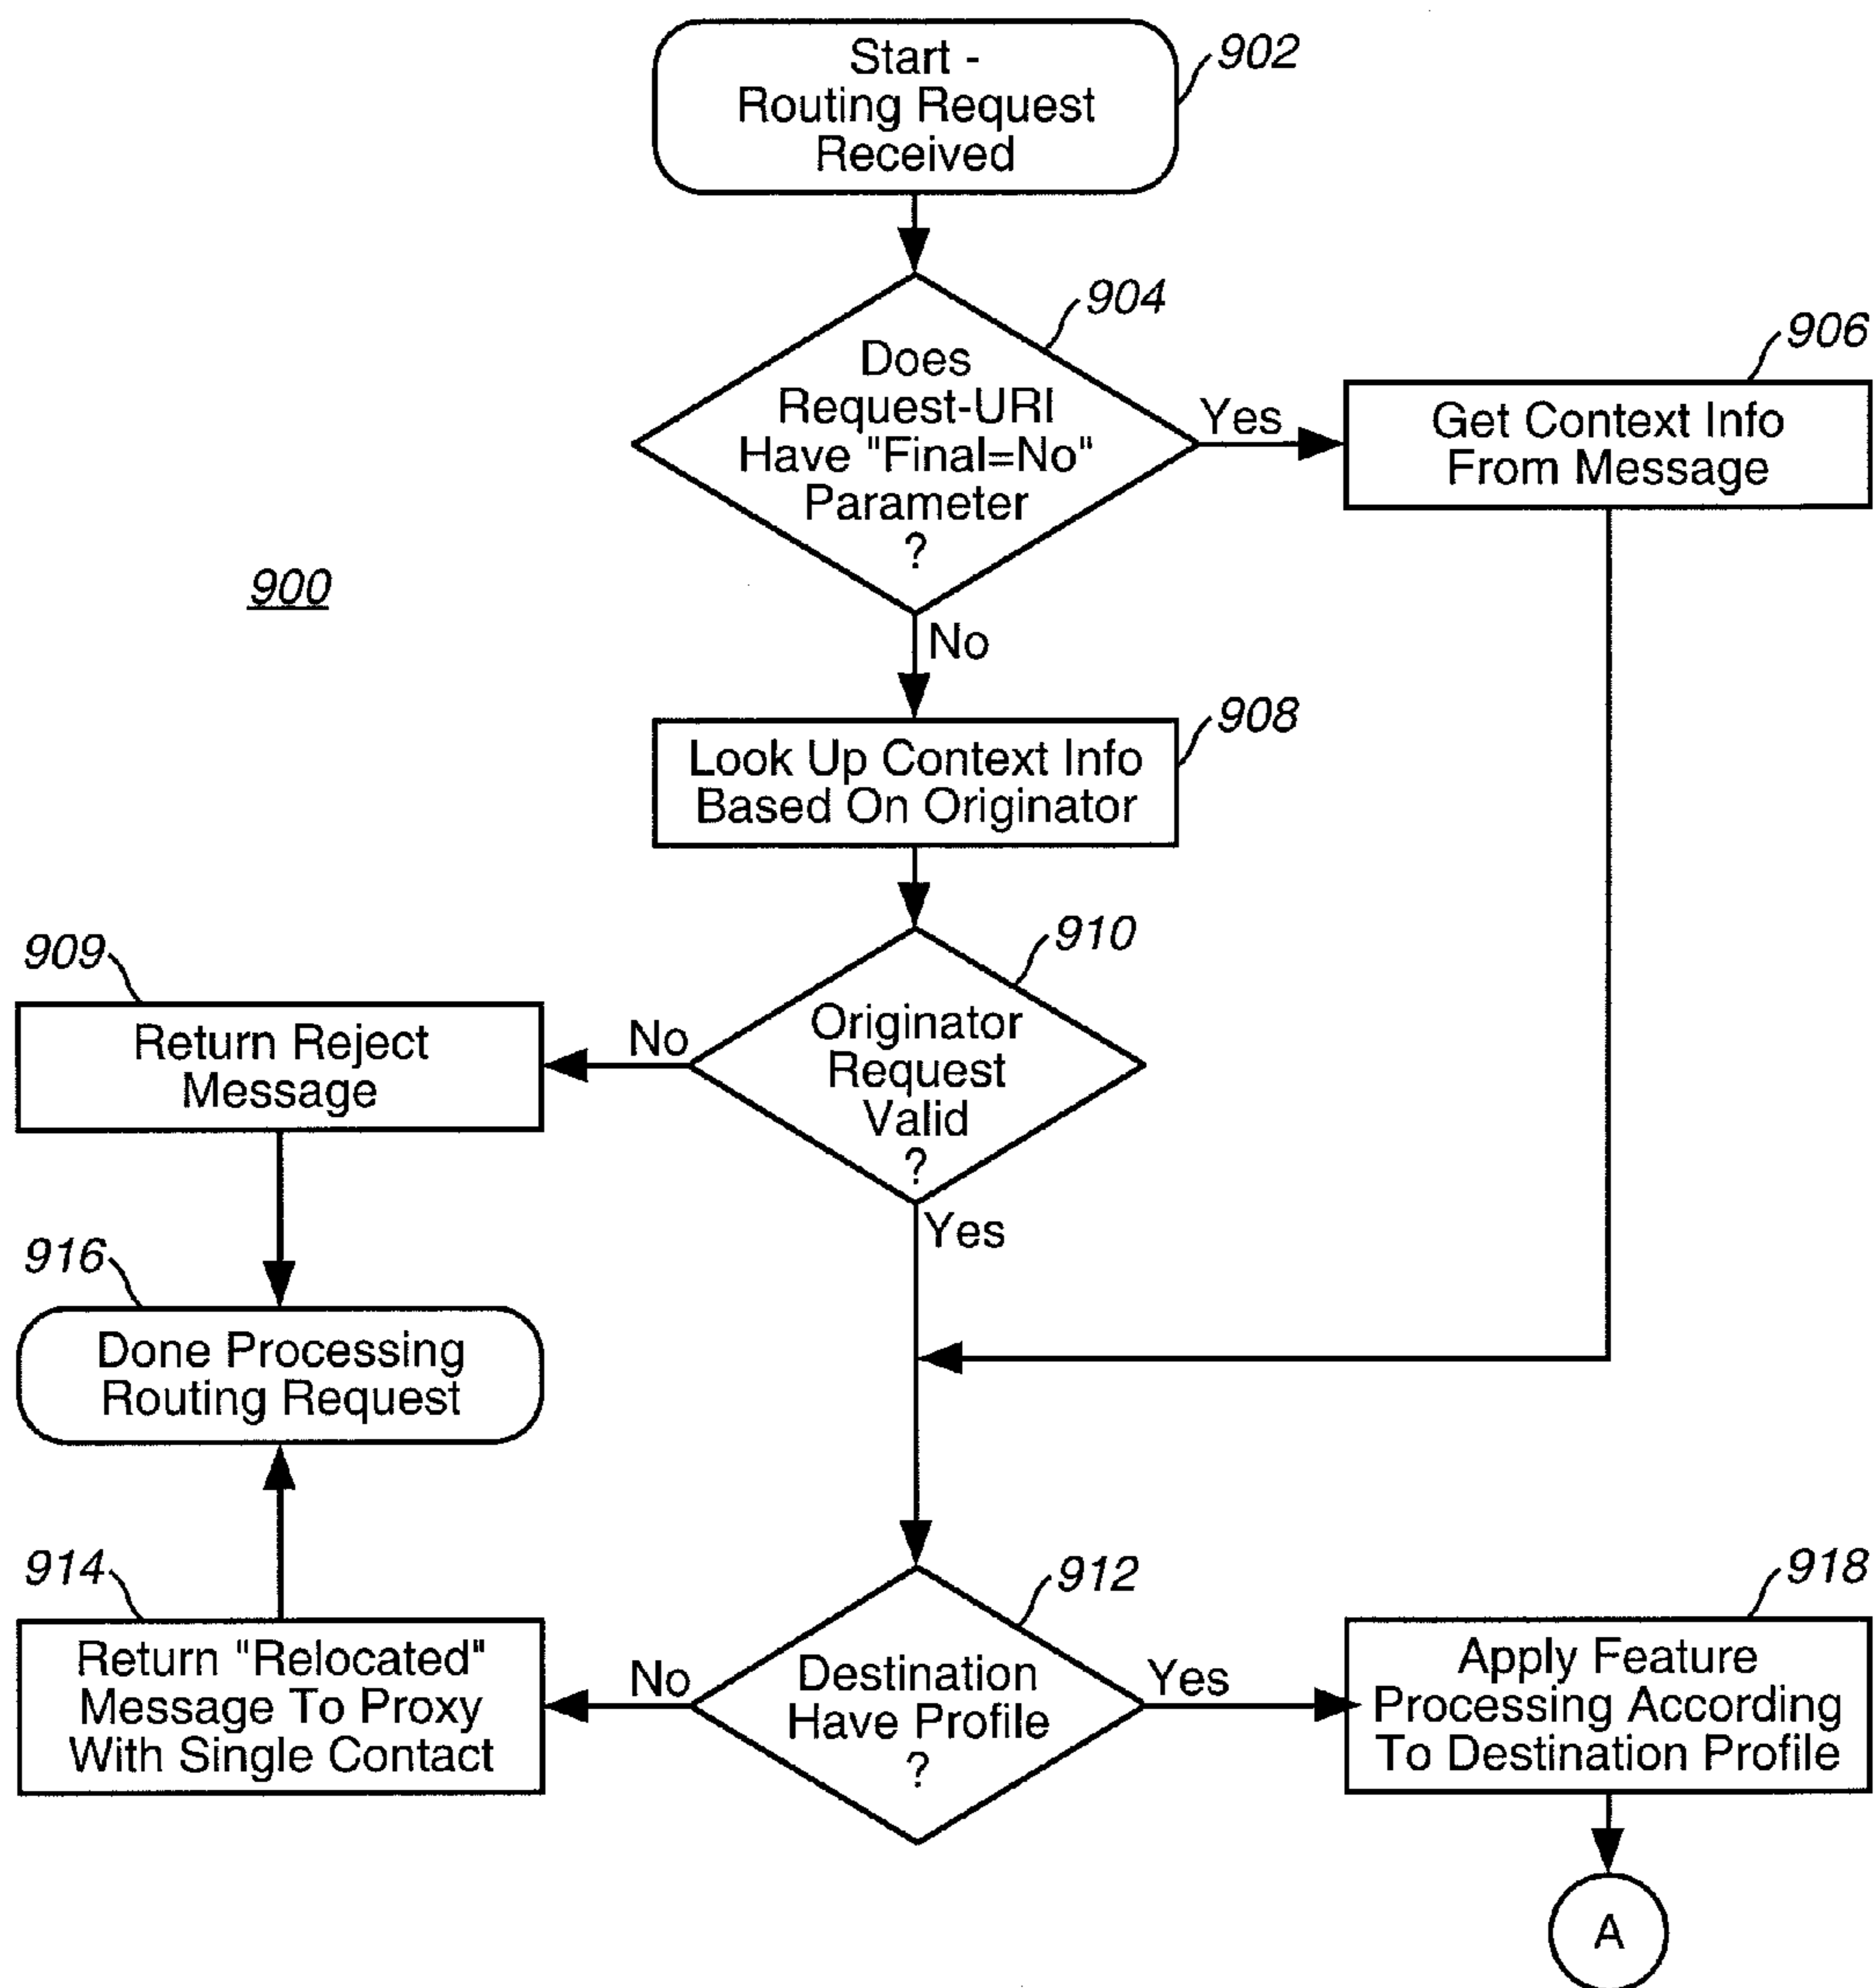 902
Start -
Routing Request
Received
904
Does
Request-URI
Have "Final=No"
Parameter
?
Yes
906
Get Context Info
From Message
900
No
908
Look Up Context Info
Based On Originator
910
Originator
Request
Valid
?
No
909
Return Reject
Message
Yes
916
Done Processing
Routing Request
912
Destination
Have Profile
?
No
914
Return "Relocated"
Message To Proxy
With Single Contact
Yes
918
Apply Feature
Processing According
To Destination Profile
A